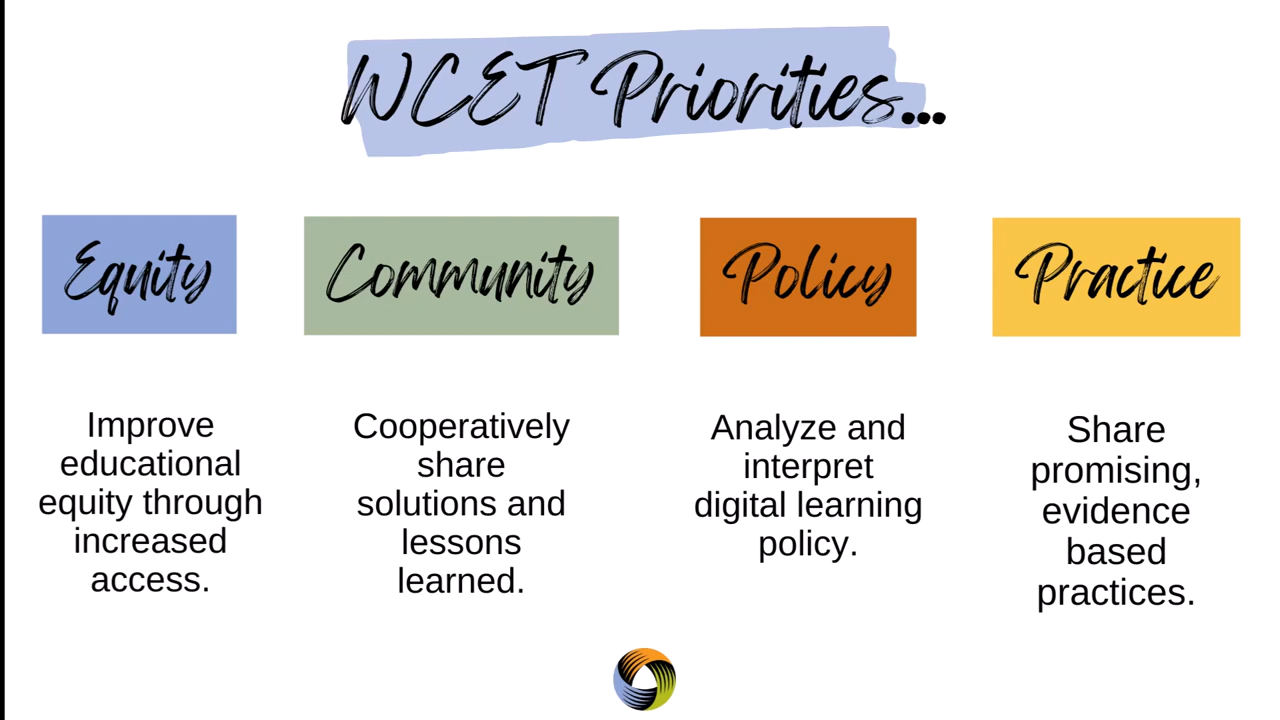 WCET Priorities...
Equity
Community
Policy
Practice
Improve
educational
equity through
increased
access.
Cooperatively
share
solutions and
lessons
learned.
Analyze and
interpret
digital learning
policy.
Share
promising,
evidence
based
practices.